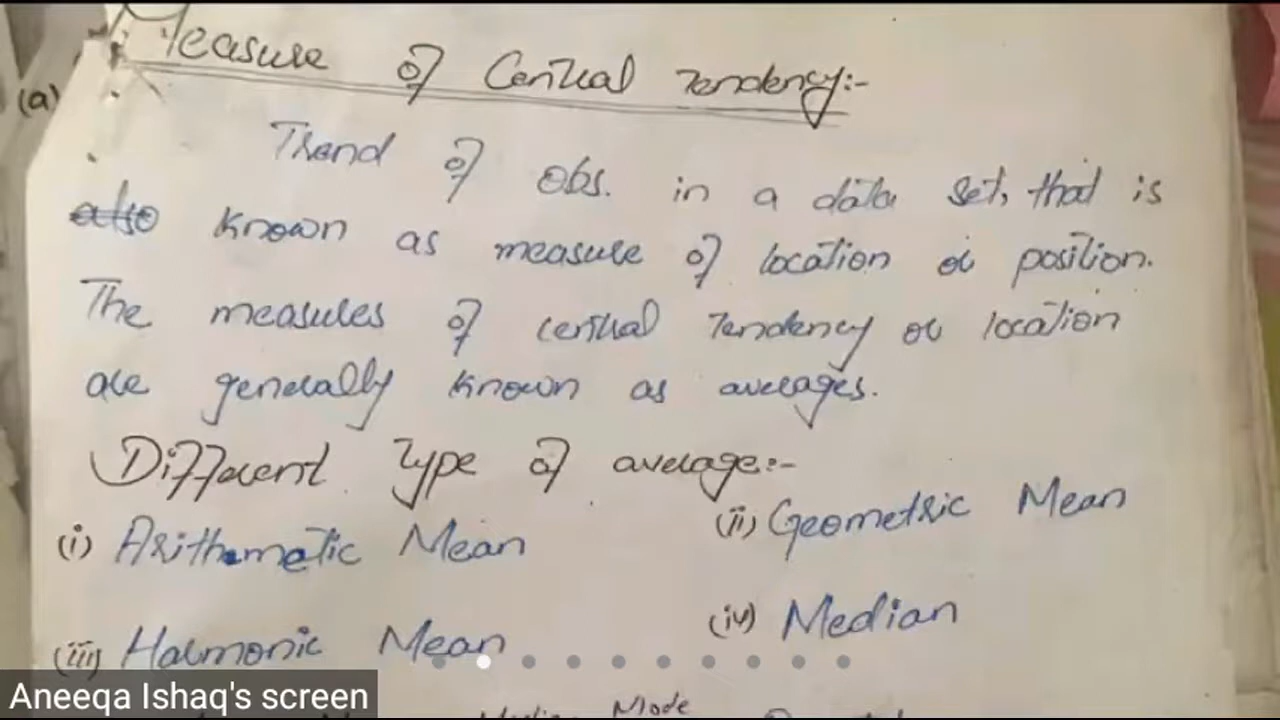 Measure of Central Tendency:-
(a)
Trend of obs. in a data set, that is
also known as measure of location or position.
The measures of central Tendency or location
are generally known as averages.
Different Type of average:-
(i) Arithematic Mean (ii) Geometric Mean
(iii) Harmonic Mean (iv) Median
Mode
Aneeqa Ishaq's screen